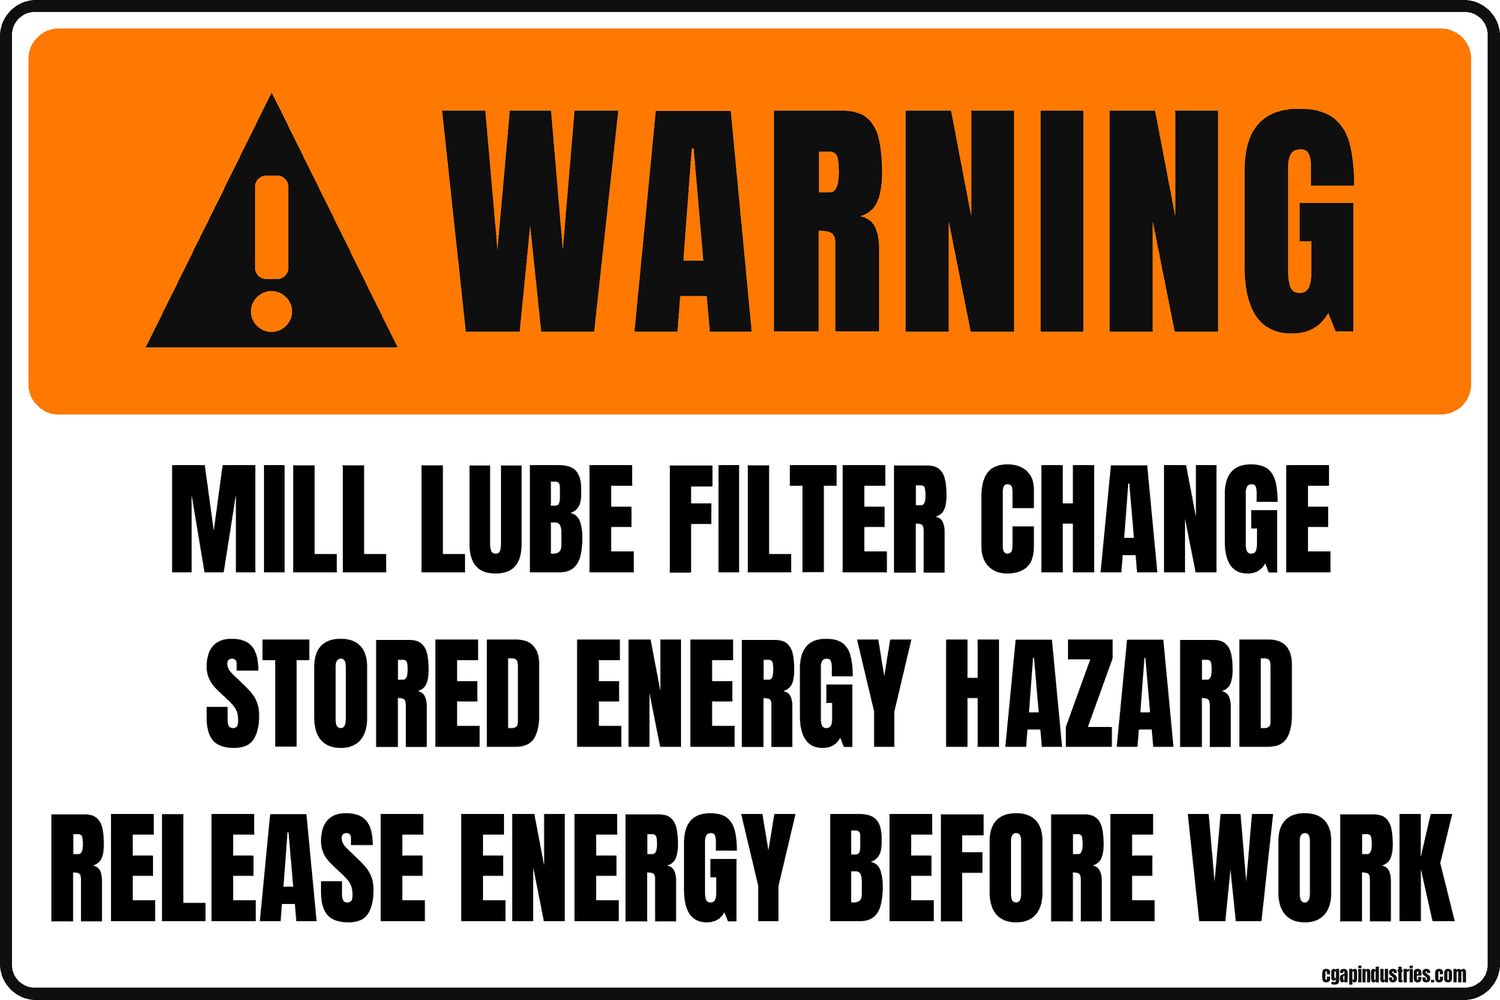 WARNING
MILL LUBE FILTER CHANGE
STORED ENERGY HAZARD
RELEASE ENERGY BEFORE WORK
cgapindustries.com